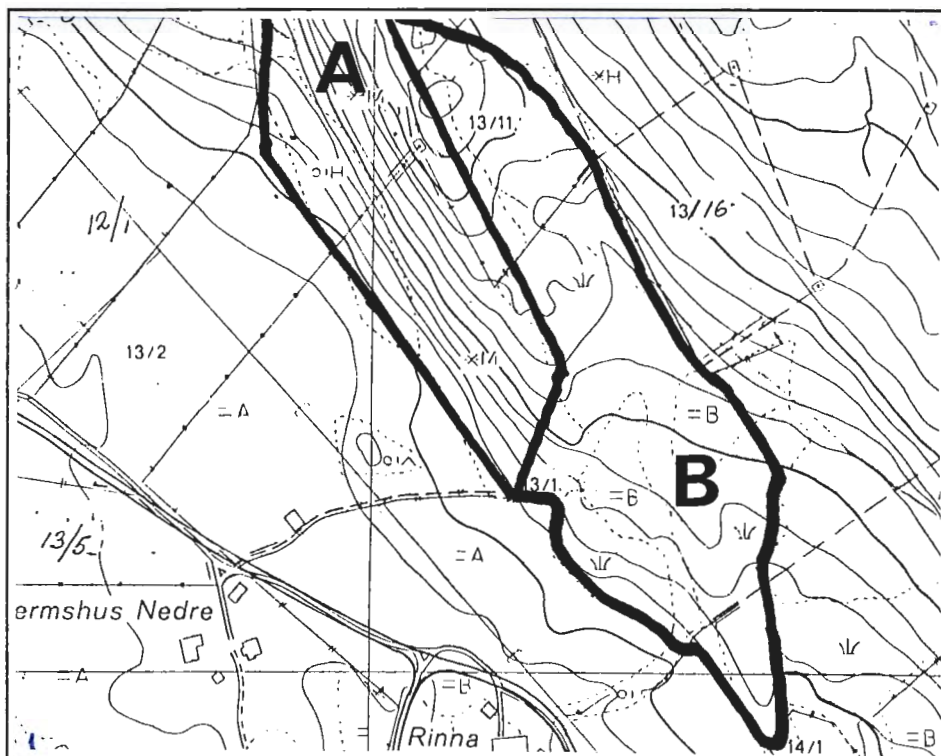 A
×H
13/11
13/16
12/1
13/2
=A
=B
B
13/1
=B
13/5
=A
ermshus Nedre
=A
=B
Rinna
14/1
=B